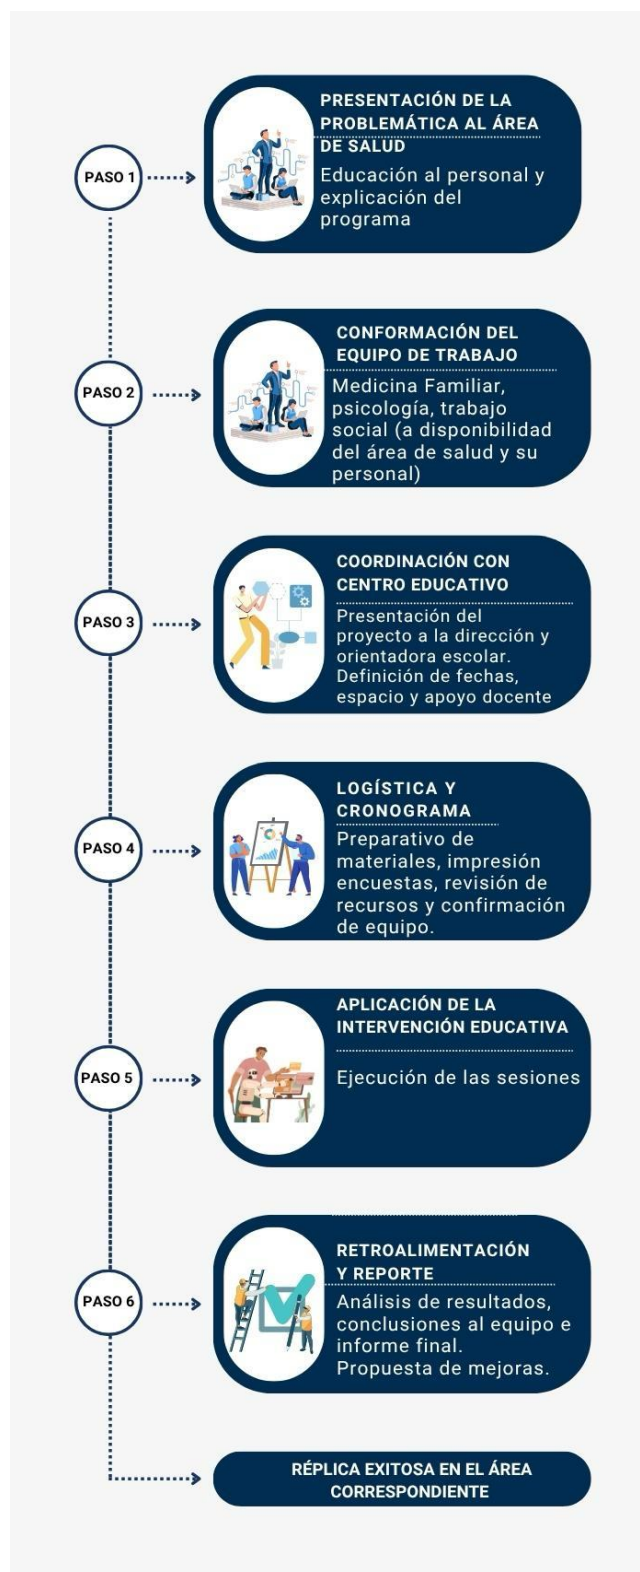 PASO 1
PRESENTACIÓN DE LA
PROBLEMÁTICA AL ÁREA
DE SALUD
Educación al personal y
explicación del
programa
PASO 2
CONFORMACIÓN DEL
EQUIPO DE TRABAJO
Medicina Familiar,
psicología, trabajo
social (a disponibilidad
del área de salud y su
personal)
PASO 3
COORDINACIÓN CON
CENTRO EDUCATIVO
Presentación del
proyecto a la dirección y
orientadora escolar.
Definición de fechas,
espacio y apoyo docente
PASO 4
LOGÍSTICA Y
CRONOGRAMA
Preparativo de
materiales, impresión
encuestas, revisión de
recursos y confirmación
de equipo.
PASO 5
APLICACIÓN DE LA
INTERVENCIÓN EDUCATIVA
Ejecución de las sesiones
PASO 6
RETROALIMENTACIÓN
Y REPORTE
Análisis de resultados,
conclusiones al equipo e
informe final.
Propuesta de mejoras.
RÉPLICA EXITOSA EN EL ÁREA
CORRESPONDIENTE